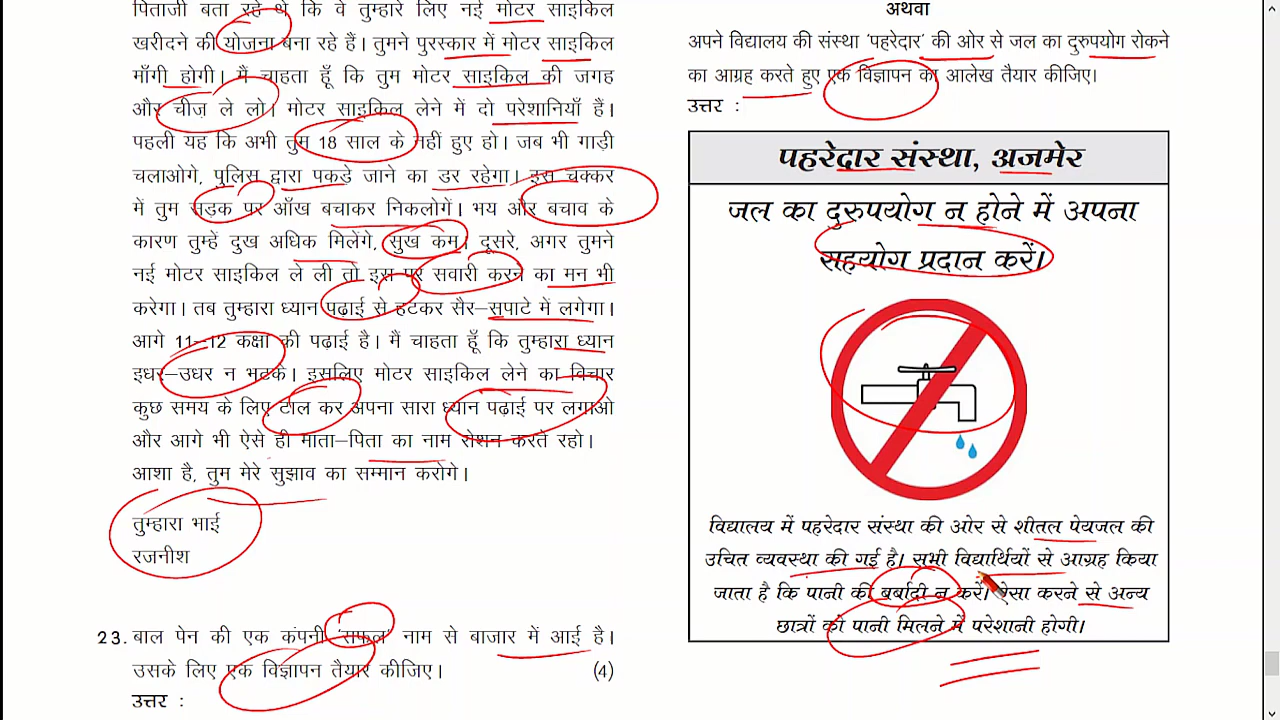 पिताजी बता रहे थे कि वे तुम्हारे लिए नई मोटर साइकिल
खरीदने की योजना बना रहे हैं। तुमने पुरस्कार में मोटर साइकिल
माँगी होगी। मैं चाहता हूँ कि तुम मोटर साइकिल की जगह
और चीज़ ले लो। मोटर साइकिल लेने में दो परेशानियाँ हैं।
पहली यह कि अभी तुम 18 साल के नहीं हुए हो। जब भी गाड़ी
चलाओगे, पुलिस द्वारा पकड़े जाने का उर रहेगा। इस चक्कर
में तुम सड़क पर आँख बचाकर निकलोगें। भय और बचाव के
कारण तुम्हें दुख अधिक मिलेंगे, सुख कम। दूसरे, अगर तुमने
नई मोटर साइकिल ले ली तो इस पर सवारी करने का मन भी
करेगा। तब तुम्हारा ध्यान पढ़ाई से हटकर सैर–सपाटे में लगेगा।
आगे 11–12 कक्षा की पढ़ाई है। मैं चाहता हूँ कि तुम्हारा ध्यान
इधर–उधर न भटके। इसलिए मोटर साइकिल लेने का विचार
कुछ समय के लिए टाल कर अपना सारा ध्यान पढ़ाई पर लगाओ
और आगे भी ऐसे ही माता–पिता का नाम रोशन करते रहो।
आशा है, तुम मेरे सुझाव का सम्मान करोगे।
तुम्हारा भाई
रजनीश
23. बाल पेन की एक कंपनी 'सफल' नाम से बाजार में आई है।
उसके लिए एक विज्ञापन तैयार कीजिए। (4)
उत्तर :
अथवा
अपने विद्यालय की संस्था 'पहरेदार' की ओर से जल का दुरुपयोग रोकने
का आग्रह करते हुए एक विज्ञापन का आलेख तैयार कीजिए।
उत्तर :
पहरेदार संस्था, अजमेर
जल का दुरुपयोग न होने में अपना
सहयोग प्रदान करें।
विद्यालय में पहरेदार संस्था की ओर से शीतल पेयजल की
उचित व्यवस्था की गई है। सभी विद्यार्थियों से आग्रह किया
जाता है कि पानी की बर्बादी न करें। ऐसा करने से अन्य
छात्रों को पानी मिलने में परेशानी होगी।